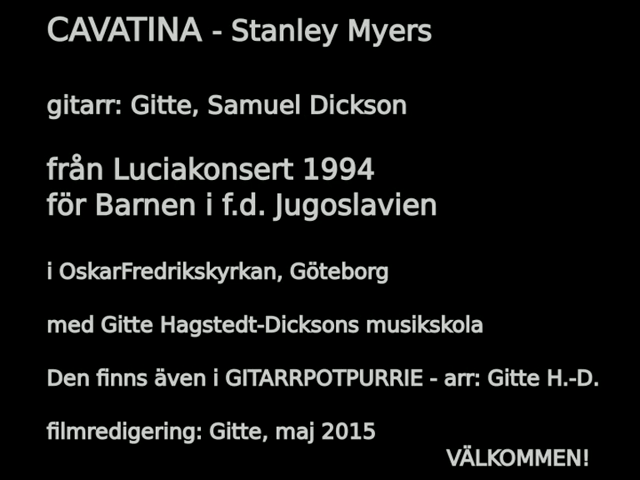 CAVATINA - Stanley Myers
gitarr: Gitte, Samuel Dickson
från Luciakonsert 1994
för Barnen i f.d. Jugoslavien
i OskarFredrikskyrkan, Göteborg
med Gitte Hagstedt-Dicksons musikskola
Den finns även i GITARRPOTPURRIE - arr: Gitte H.-D.
filmredigering: Gitte, maj 2015
VÄLKOMMEN!